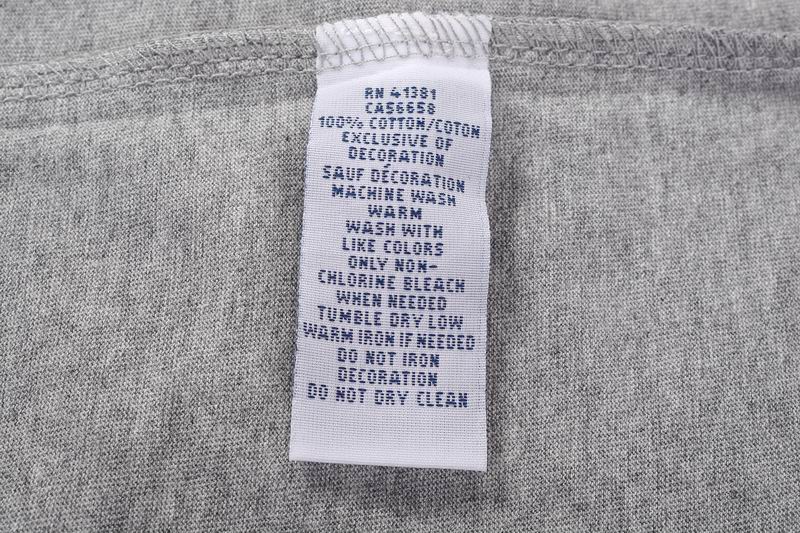 RN 41381
CA56658
100% COTTON/COTON
EXCLUSIVE OF
DECORATION
SAUF DÉCORATION
MACHINE WASH
WARM
WASH WITH
LIKE COLORS
ONLY NON-
CHLORINE BLEACH
WHEN NEEDED
TUMBLE DRY LOW
WARM IRON IF NEEDED
DO NOT IRON
DECORATION
DO NOT DRY CLEAN